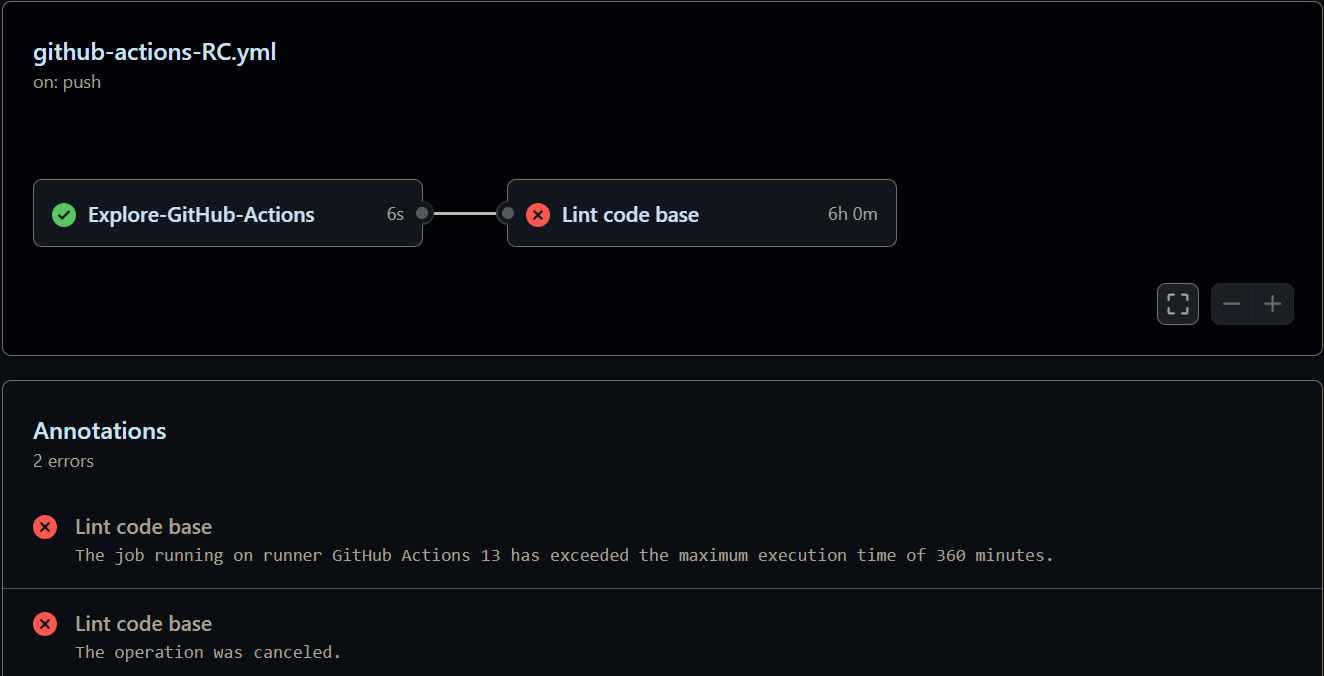 github-actions-RC.yml
on: push
Explore-GitHub-Actions 6s
Lint code base 6h 0m
Annotations
2 errors
Lint code base
The job running on runner GitHub Actions 13 has exceeded the maximum execution time of 360 minutes.
Lint code base
The operation was canceled.